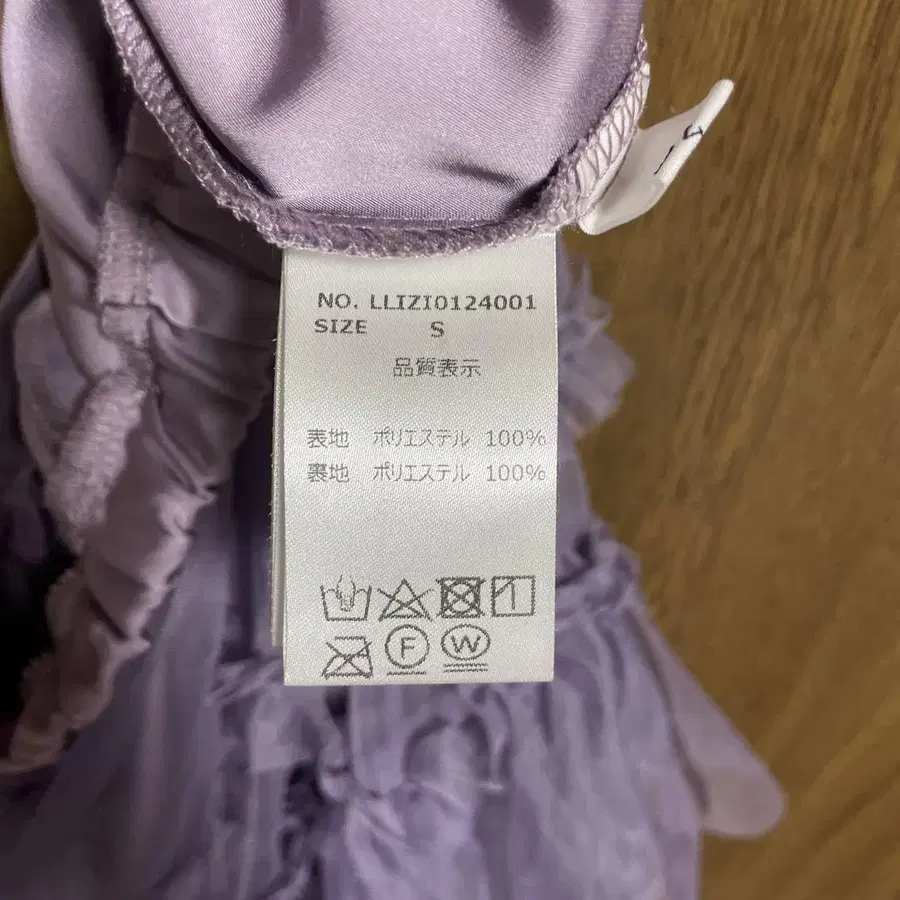 NO. LLIZI0124001
SIZE S
品質表示
表地 ポリエステル 100%
裏地 ポリエステル 100%
F W